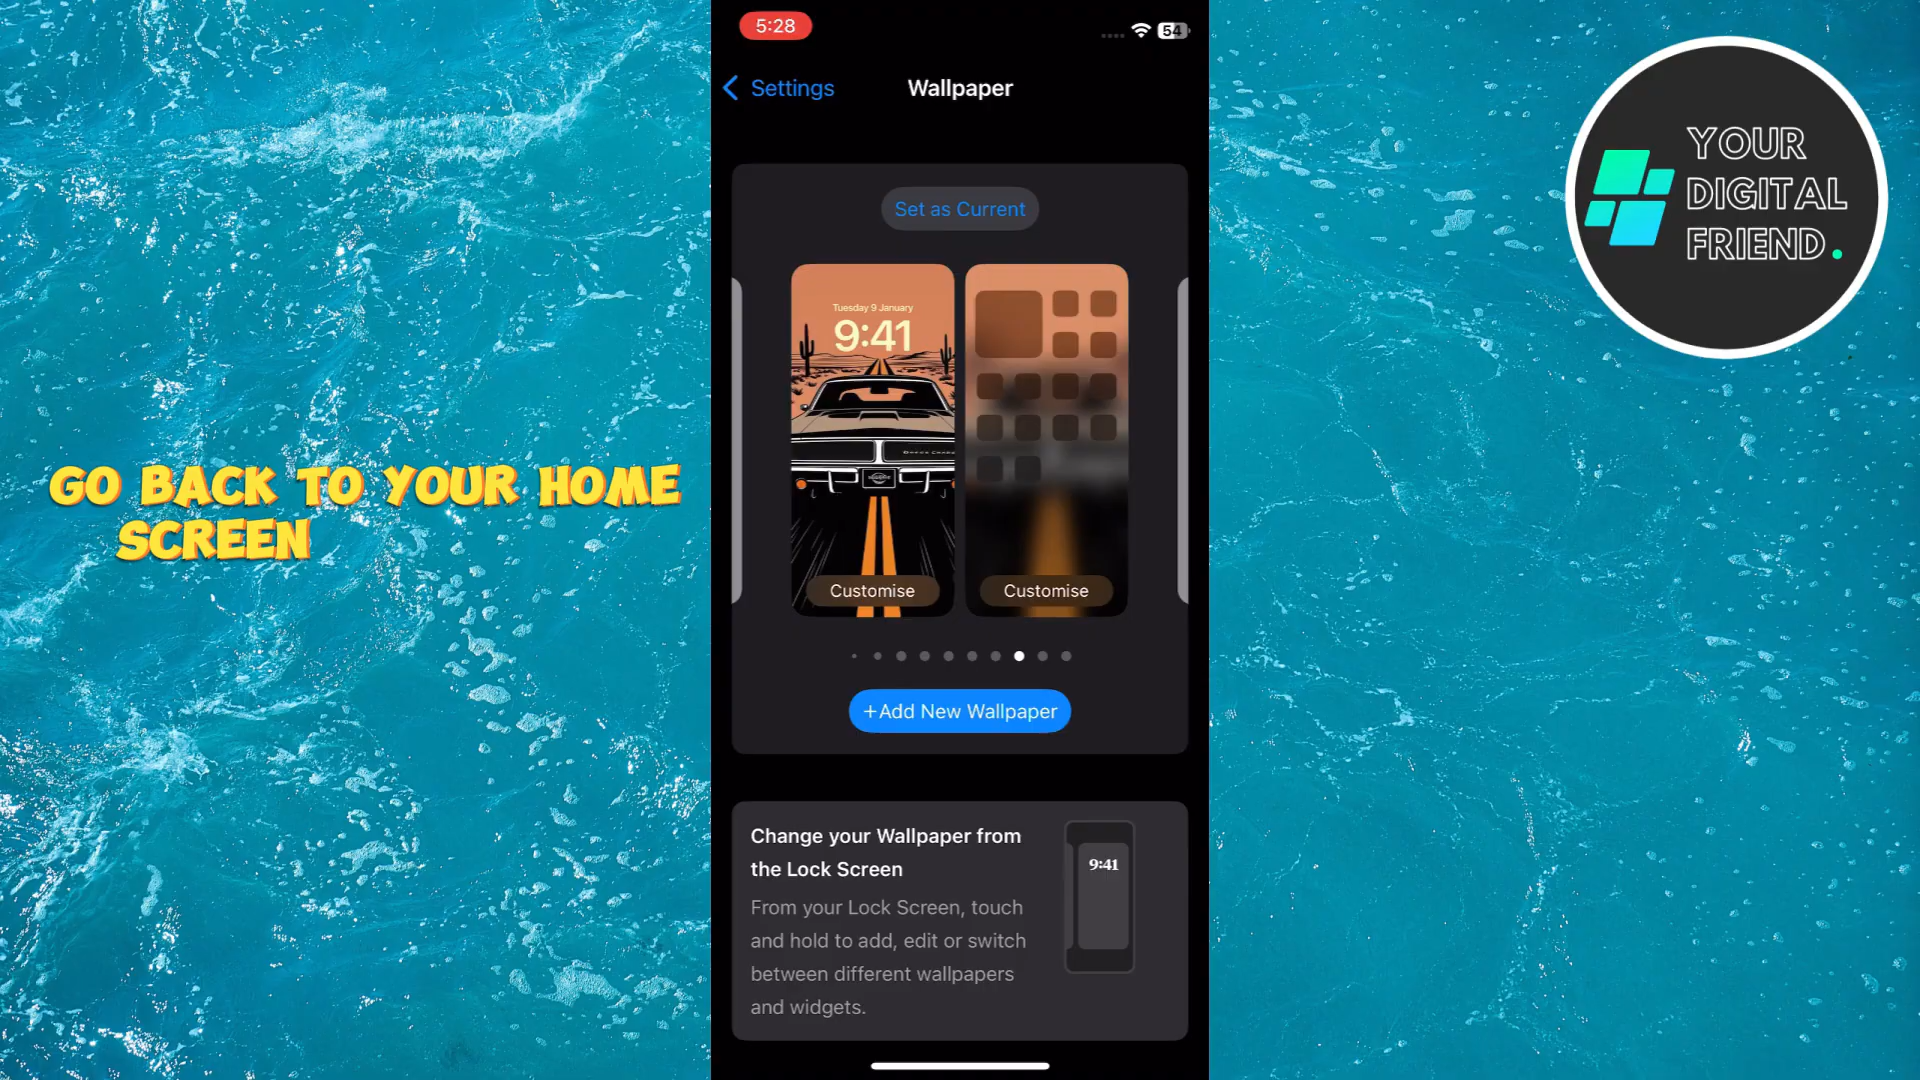 5:28
54
Settings
Wallpaper
Set as Current
Tuesday 9 January
9:41
Customise
Customise
+Add New Wallpaper
Change your Wallpaper from
the Lock Screen
From your Lock Screen, touch
and hold to add, edit or switch
between different wallpapers
and widgets.
9:41
GO BACK TO YOUR HOME
SCREEN
YOUR
DIGITAL
FRIEND.